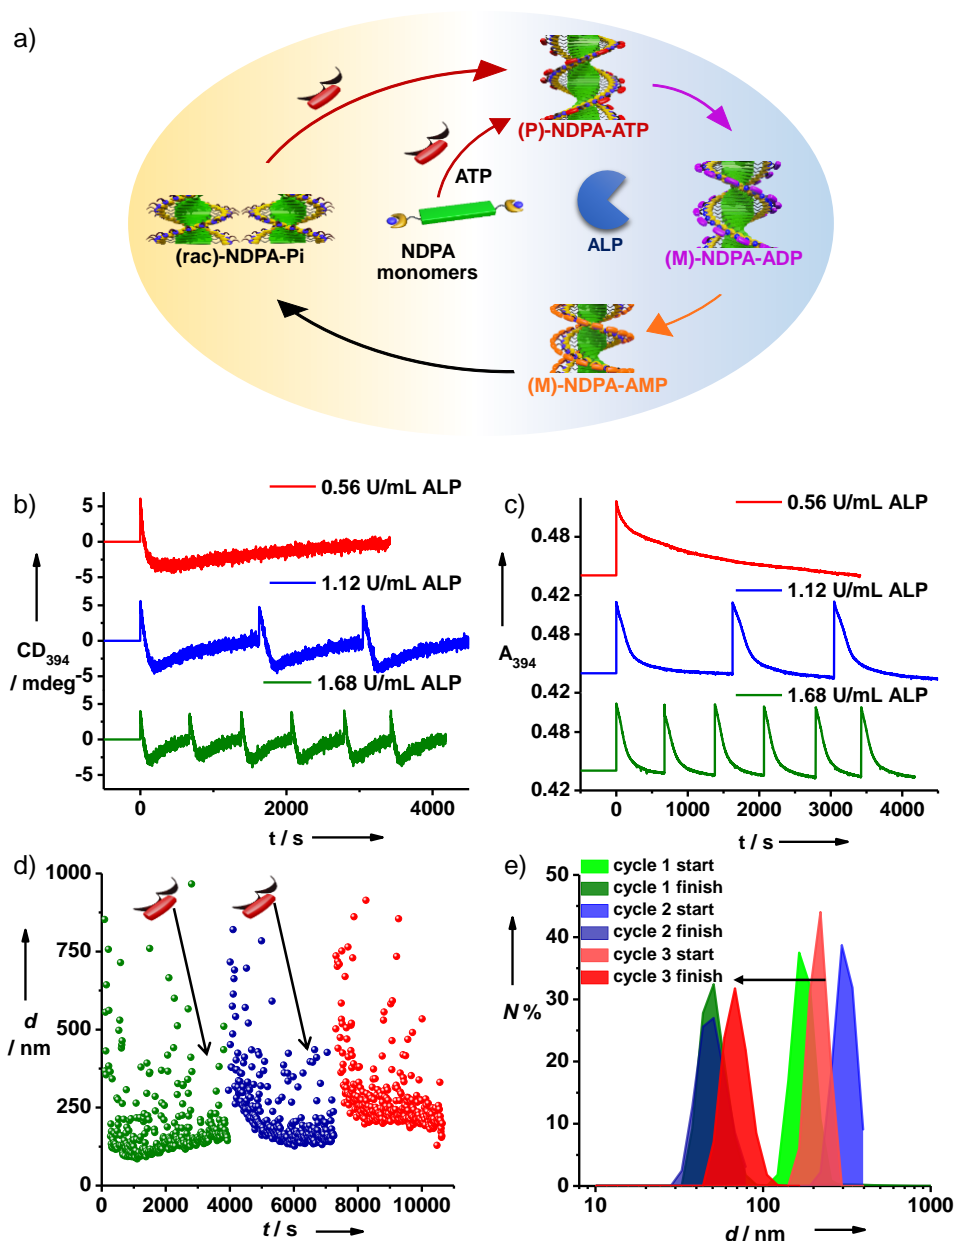 a)
(P)-NDPA-ATP
ATP
(rac)-NDPA-Pi
NDPA
monomers
ALP
(M)-NDPA-ADP
(M)-NDPA-AMP
b)
0.56 U/mL ALP
1.12 U/mL ALP
1.68 U/mL ALP
5
0
-5
5
0
-5
5
0
-5
CD394
/ mdeg
0
2000
4000
t / s
c)
0.56 U/mL ALP
1.12 U/mL ALP
1.68 U/mL ALP
0.48
0.42
0.48
0.42
0.48
0.42
A394
0
1000
2000
3000
4000
t / s
d)
1000
750
500
250
0
d
/ nm
0
2000
4000
6000
8000
10000
t / s
e)
50
40
30
20
10
0
N %
cycle 1 start
cycle 1 finish
cycle 2 start
cycle 2 finish
cycle 3 start
cycle 3 finish
10
100
1000
d / nm